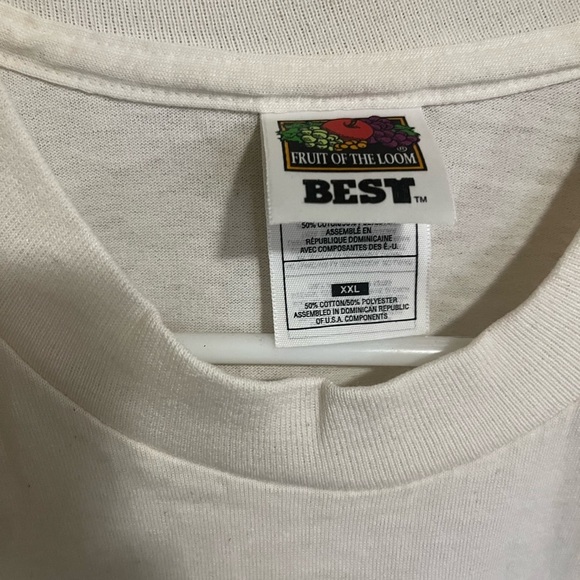 FRUIT OF THE LOOM ®
BEST ™
ASSEMBLÉ EN
RÉPUBLIQUE DOMINICAINE
AVEC COMPOSANTES DES É.-U.
XXL
50% COTTON/50% POLYESTER
ASSEMBLED IN DOMINICAN REPUBLIC
OF U.S.A. COMPONENTS